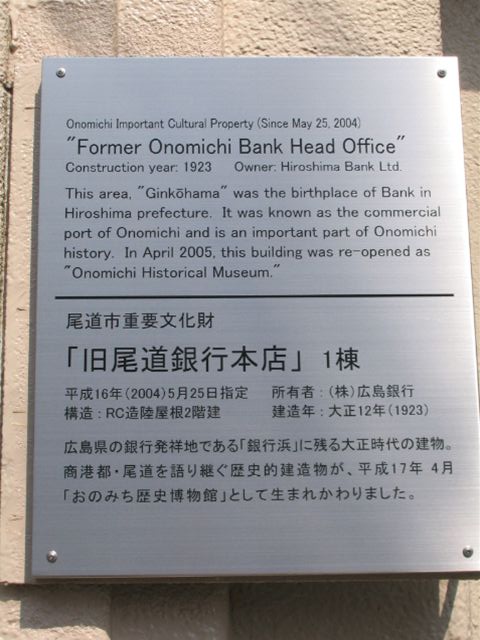 Onomichi Important Cultural Property (Since May 25, 2004)
"Former Onomichi Bank Head Office"
Construction year: 1923 Owner: Hiroshima Bank Ltd.
This area, "Ginkōhama" was the birthplace of Bank in
Hiroshima prefecture. It was known as the commercial
port of Onomichi and is an important part of Onomichi
history. In April 2005, this building was re-opened as
"Onomichi Historical Museum."
尾道市重要文化財
「旧尾道銀行本店」 1棟
平成16年(2004)5月25日指定 所有者:(株)広島銀行
構造:RC造陸屋根2階建 建造年:大正12年(1923)
広島県の銀行発祥地である「銀行浜」に残る大正時代の建物。
商港都・尾道を語り継ぐ歴史的建造物が、平成17年 4月
「おのみち歴史博物館」として生まれかわりました。